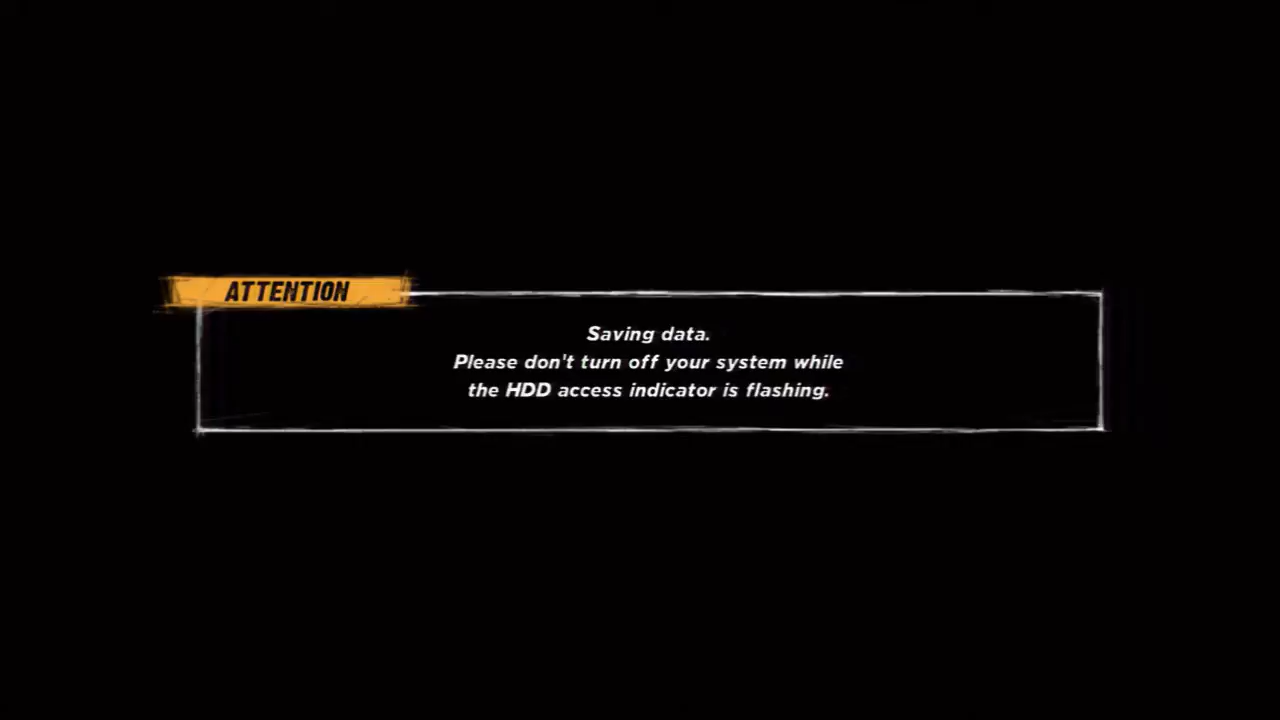 ATTENTION
Saving data.
Please don't turn off your system while
the HDD access indicator is flashing.